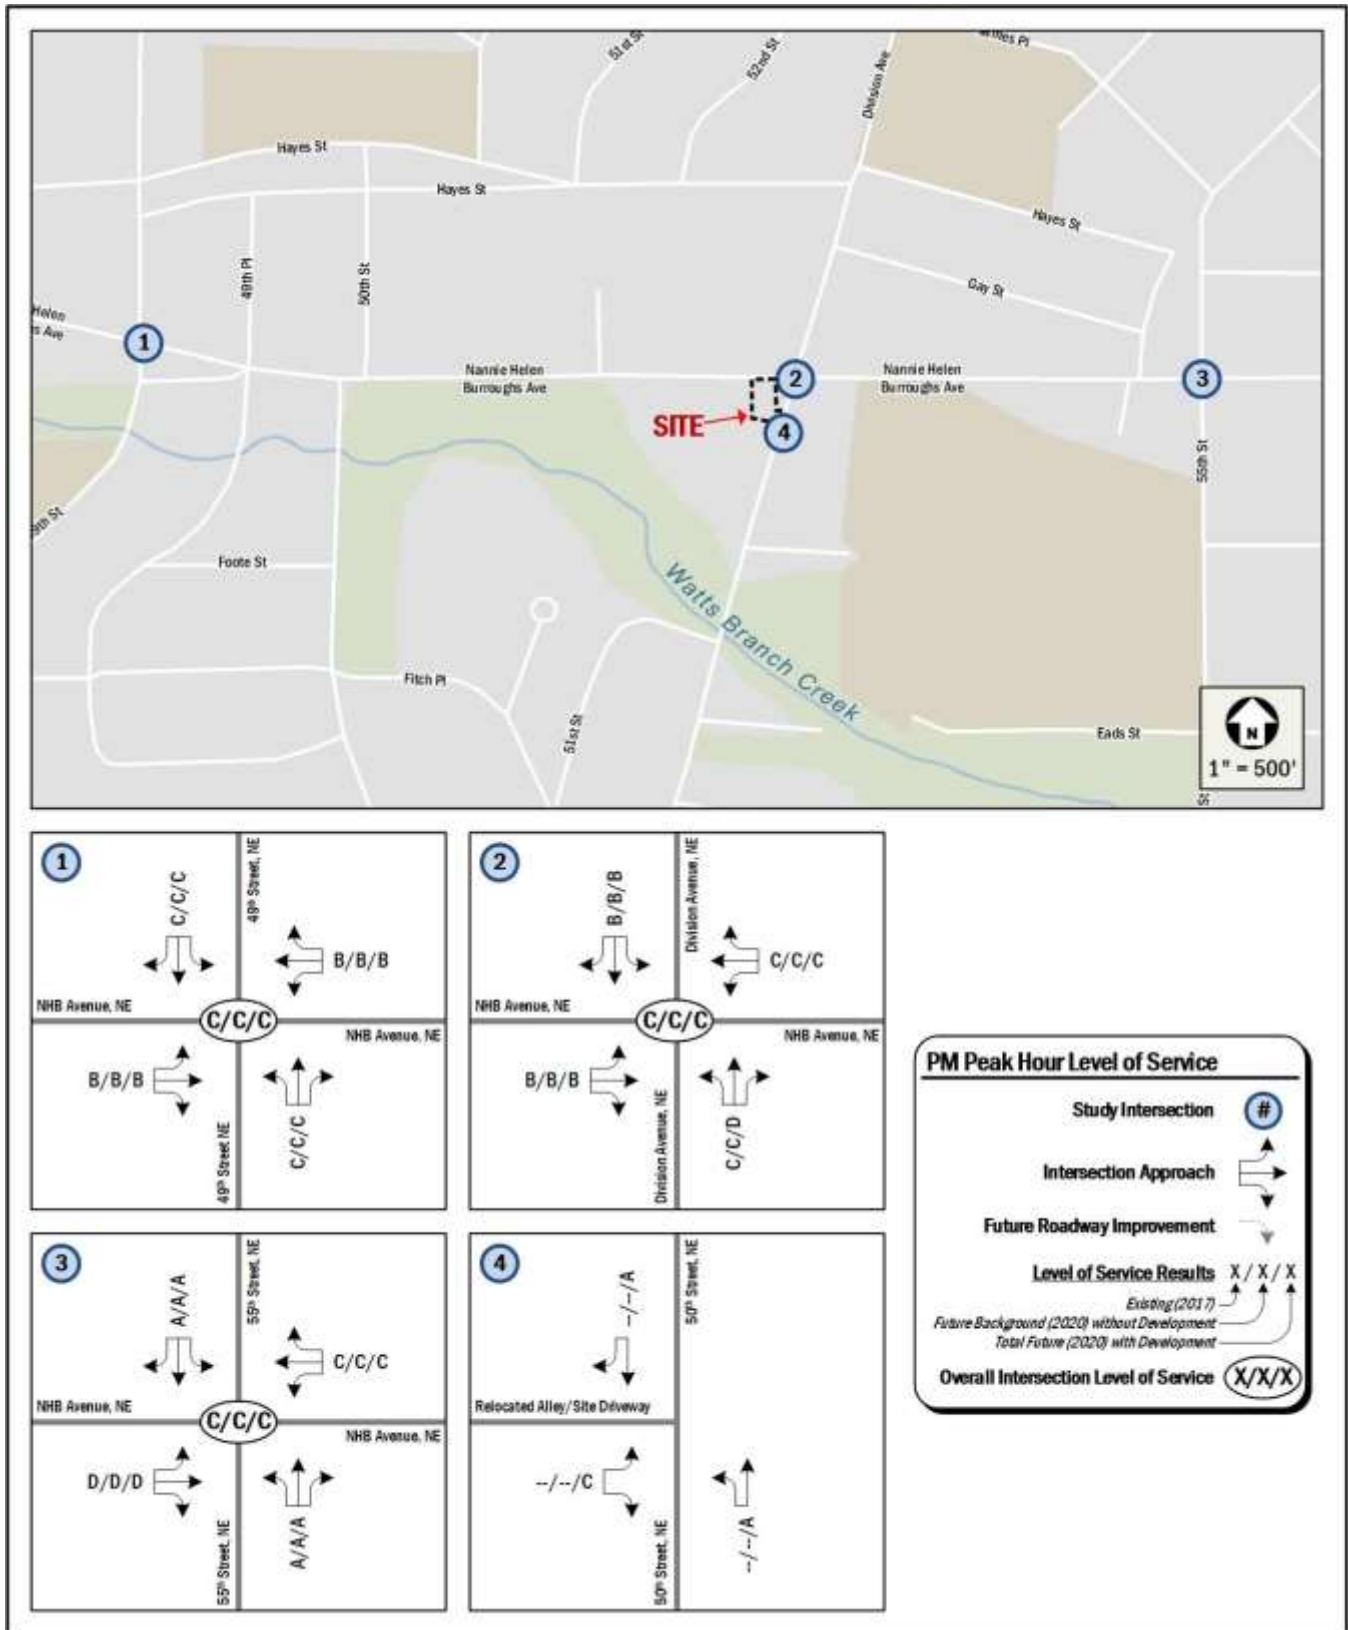 51st St
52nd St
Division Ave
Hayes St
Hayes St
Hayes St
49th Pl
50th St
Gay St
Helen
Ave
1
Nannie Helen
Burroughs Ave
2
Nannie Helen
Burroughs Ave
3
SITE
4
55th St
Foote St
Watts Branch Creek
Fitch Pl
51st St
Eads St
N
1" = 500'
St
1
C/C/C
49th Street, NE
B/B/B
NHB Avenue, NE
C/C/C
NHB Avenue, NE
B/B/B
C/C/C
49th Street NE
2
B/B/B
Division Avenue, NE
C/C/C
NHB Avenue, NE
C/C/C
NHB Avenue, NE
B/B/B
C/C/D
Division Avenue, NE
3
A/A/A
55th Street, NE
C/C/C
NHB Avenue, NE
C/C/C
NHB Avenue, NE
D/D/D
A/A/A
55th Street, NE
4
--/--/A
50th Street, NE
Relocated Alley/Site Driveway
--/--/C
--/--/A
50th Street, NE
PM Peak Hour Level of Service
Study Intersection #
Intersection Approach
Future Roadway Improvement
Level of Service Results X/X/X
Existing (2017)
Future Background (2020) without Development
Total Future (2020) with Development
Overall Intersection Level of Service X/X/X